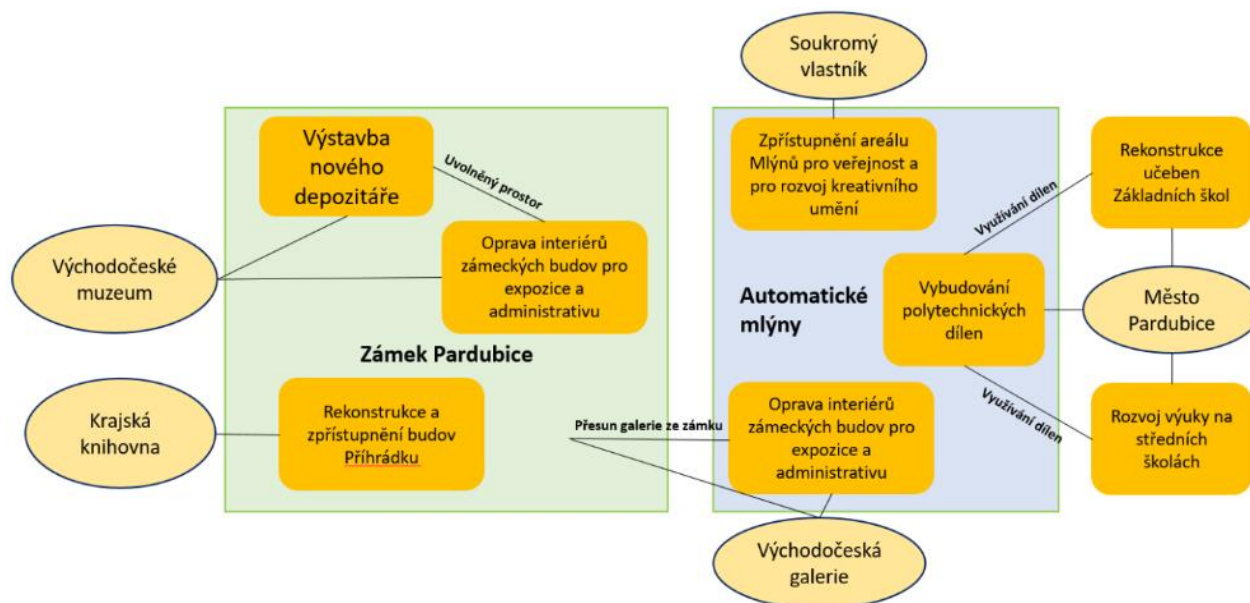 Soukromý
vlastník
Výstavba
nového
depozitáře
Uvolněný prostor
Zpřístupnění areálu
Mlýnů pro veřejnost a
pro rozvoj kreativního
umění
Využívání dílen
Rekonstrukce
učeben
Základních škol
Východočeské
muzeum
Oprava interiérů
zámeckých budov pro
expozice a
administrativu
Automatické
mlýny
Vybudování
polytechnických
dílen
Město
Pardubice
Zámek Pardubice
Krajská
knihovna
Rekonstrukce a
zpřístupnění budov
Příhrádku
Přesun galerie ze zámku
Oprava interiérů
zámeckých budov pro
expozice a
administrativu
Využívání dílen
Rozvoj výuky na
středních
školách
Východočeská
galerie